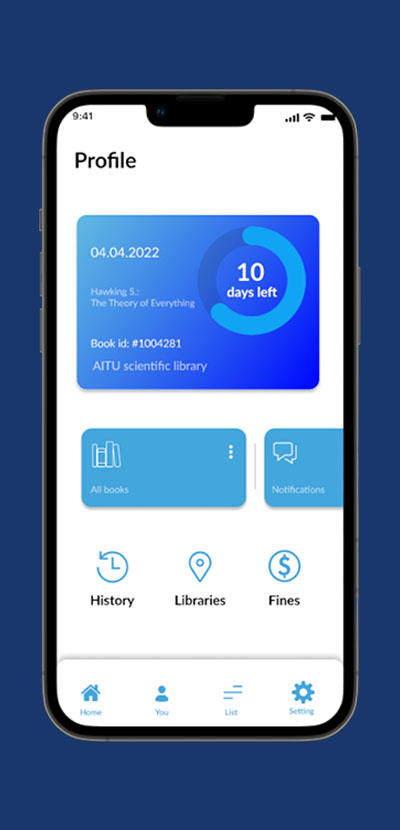 9:41
Profile
04.04.2022
10
days left
Hawking S.:
The Theory of Everything
Book id: #1004281
AITU scientific library
All books
Notifications
History
Libraries
Fines
Home
You
List
Setting